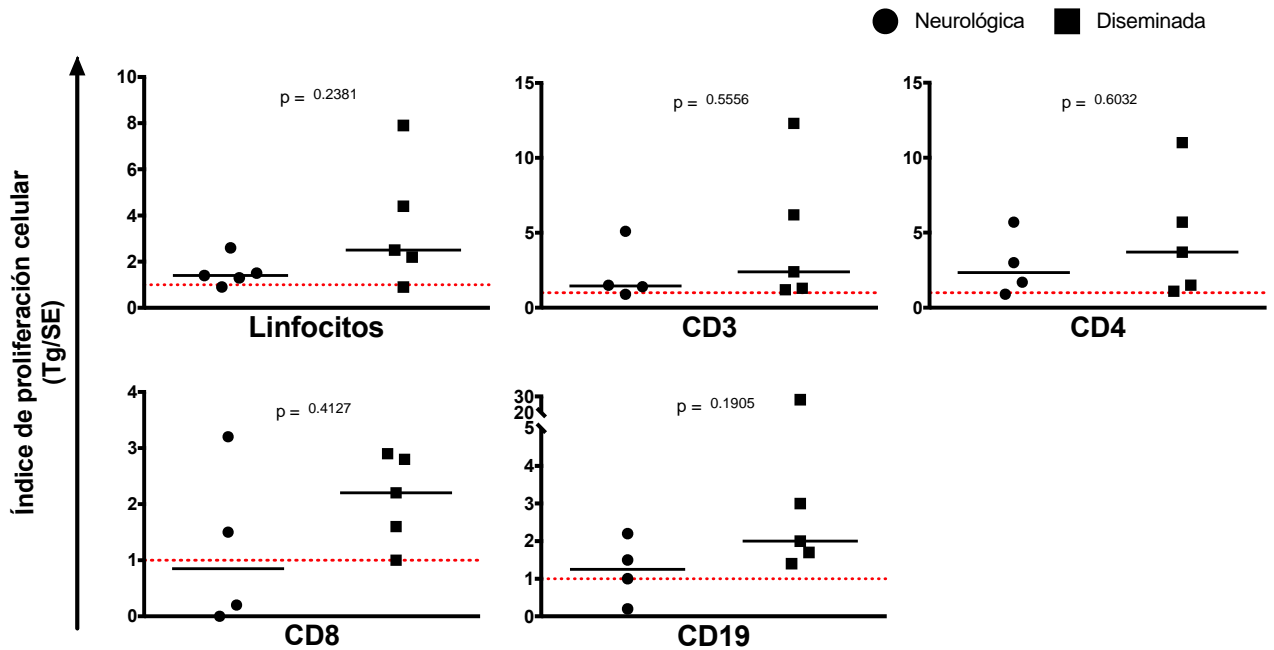 Neurológica Diseminada
Índice de proliferación celular
(Tg/SE)
10
8
6
4
2
0
p = 0.2381
Linfocitos
15
10
5
0
p = 0.5556
CD3
15
10
5
0
p = 0.6032
CD4
4
3
2
1
0
p = 0.4127
CD8
30
20
5
4
3
2
1
0
p = 0.1905
CD19